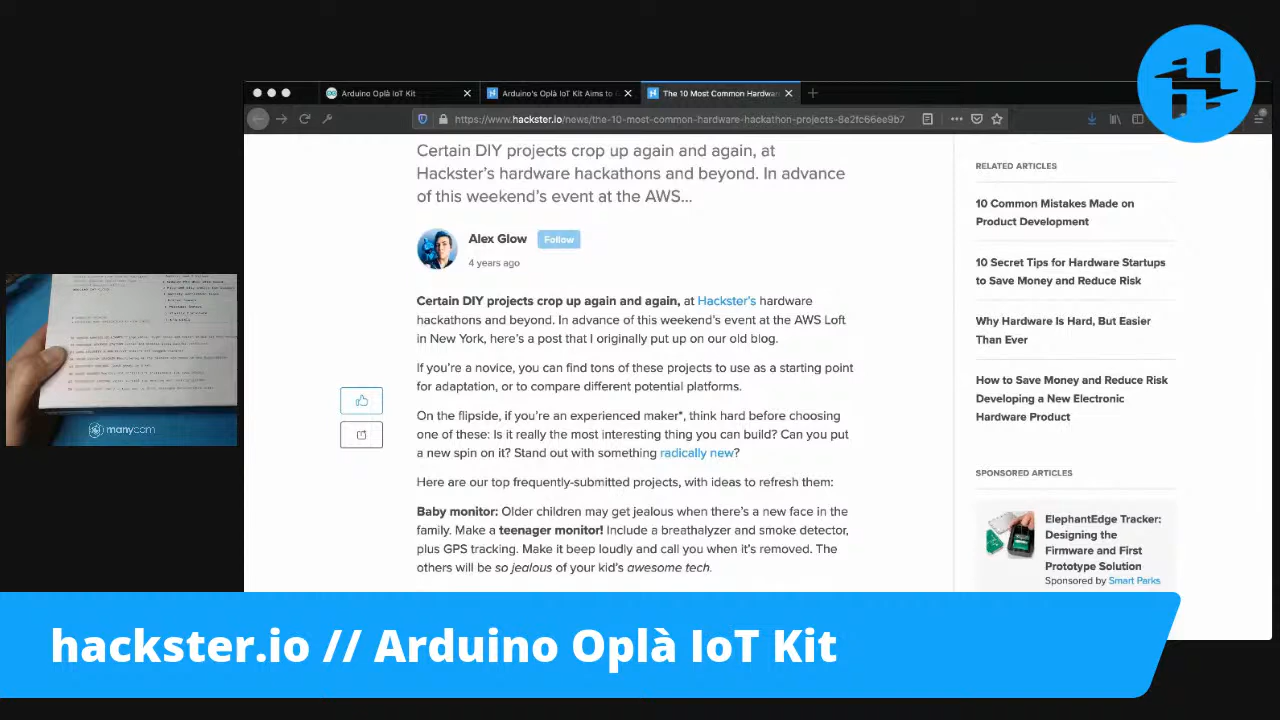 Arduino Oplà IoT Kit
Arduino's Oplà IoT Kit Aims to
The 10 Most Common Hardwa
https://www.hackster.io/news/the-10-most-common-hardware-hackathon-projects-8e2fc66ee9b7
Certain DIY projects crop up again and again, at
Hackster's hardware hackathons and beyond. In advance
of this weekend's event at the AWS...
Alex Glow
Follow
4 years ago
Certain DIY projects crop up again and again, at Hackster's hardware
hackathons and beyond. In advance of this weekend's event at the AWS Loft
in New York, here's a post that I originally put up on our old blog.
If you're a novice, you can find tons of these projects to use as a starting point
for adaptation, or to compare different potential platforms.
On the flipside, if you're an experienced maker*, think hard before choosing
one of these: Is it really the most interesting thing you can build? Can you put
a new spin on it? Stand out with something radically new?
Here are our top frequently-submitted projects, with ideas to refresh them:
Baby monitor: Older children may get jealous when there's a new face in the
family. Make a teenager monitor! Include a breathalyzer and smoke detector,
plus GPS tracking. Make it beep loudly and call you when it's removed. The
others will be so jealous of your kid's awesome tech.
RELATED ARTICLES
10 Common Mistakes Made on
Product Development
10 Secret Tips for Hardware Startups
to Save Money and Reduce Risk
Why Hardware Is Hard, But Easier
Than Ever
How to Save Money and Reduce Risk
Developing a New Electronic
Hardware Product
SPONSORED ARTICLES
ElephantEdge Tracker:
Designing the
Firmware and First
Prototype Solution
Sponsored by Smart Parks
manycam
hackster.io // Arduino Oplà IoT Kit